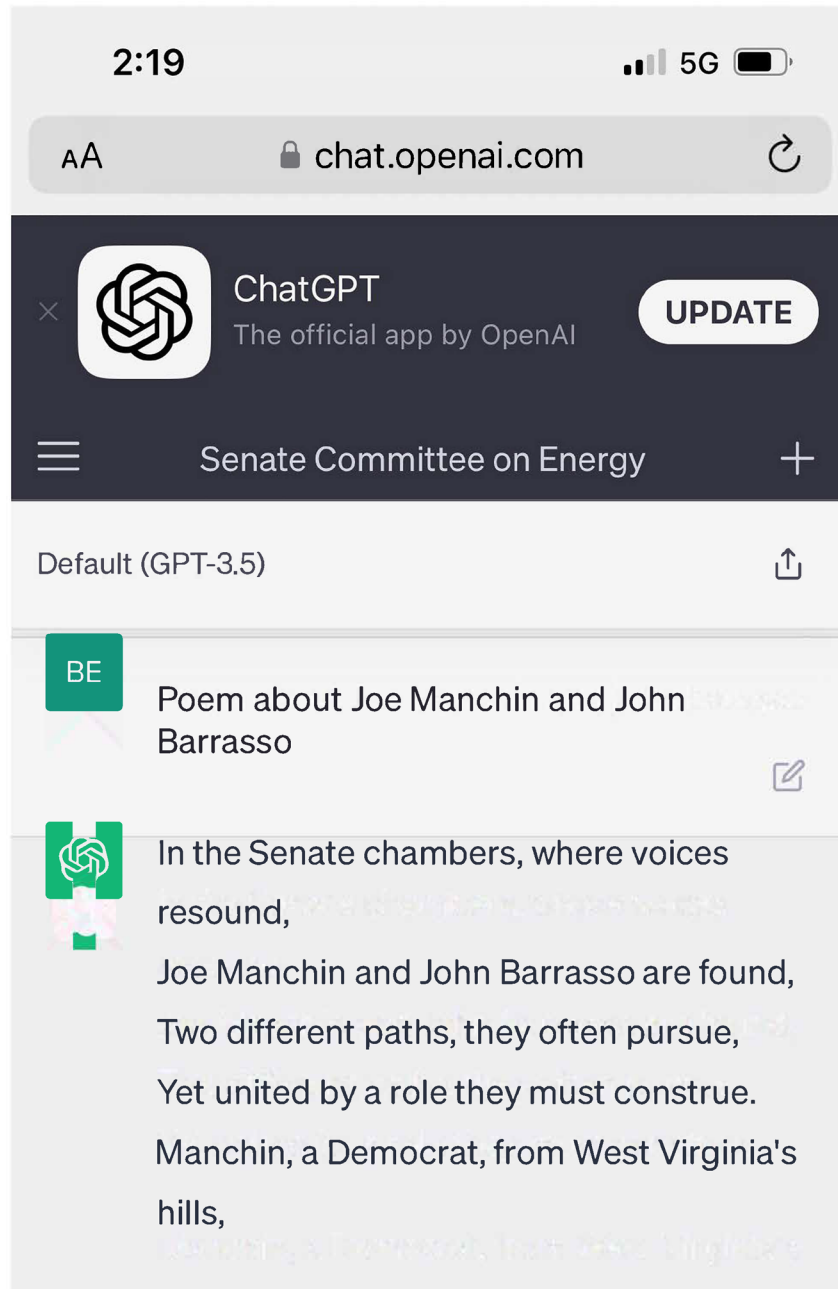 2:19
5G
AA
chat.openai.com
ChatGPT
The official app by OpenAI
UPDATE
Senate Committee on Energy
Default (GPT-3.5)
BE
Poem about Joe Manchin and John
Barrasso
In the Senate chambers, where voices
resound,
Joe Manchin and John Barrasso are found,
Two different paths, they often pursue,
Yet united by a role they must construe.
Manchin, a Democrat, from West Virginia's
hills,